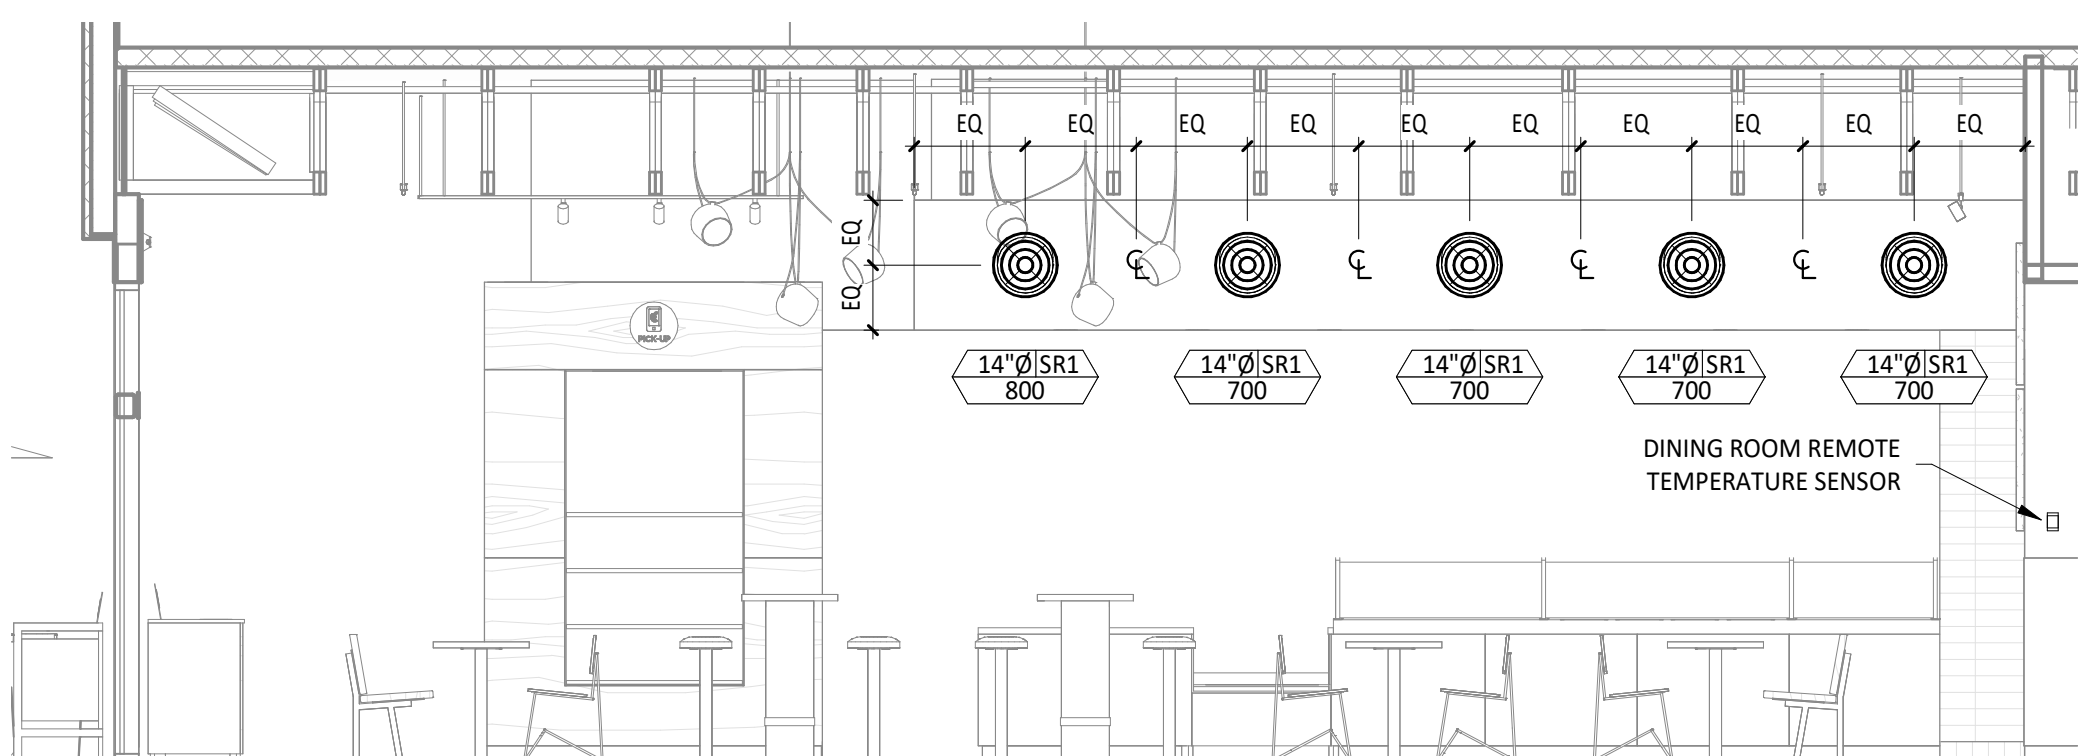 EQ EQ EQ EQ EQ EQ EQ EQ EQ EQ
EQ
EQ
℄ ℄ ℄ ℄
PICK-UP
14"Ø SR1
800
14"Ø SR1
700
14"Ø SR1
700
14"Ø SR1
700
14"Ø SR1
700
DINING ROOM REMOTE
TEMPERATURE SENSOR